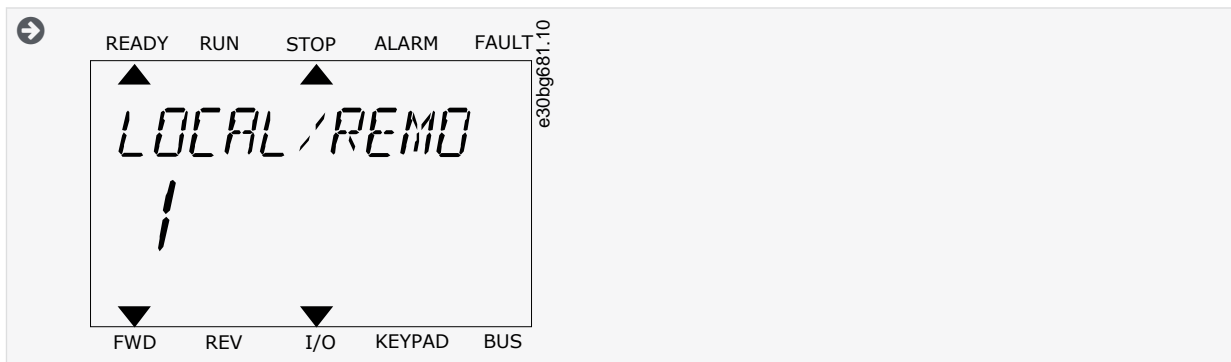 READY RUN STOP ALARM FAULT
e30bg681.10
LOCAL/REMO
1
FWD REV I/O KEYPAD BUS